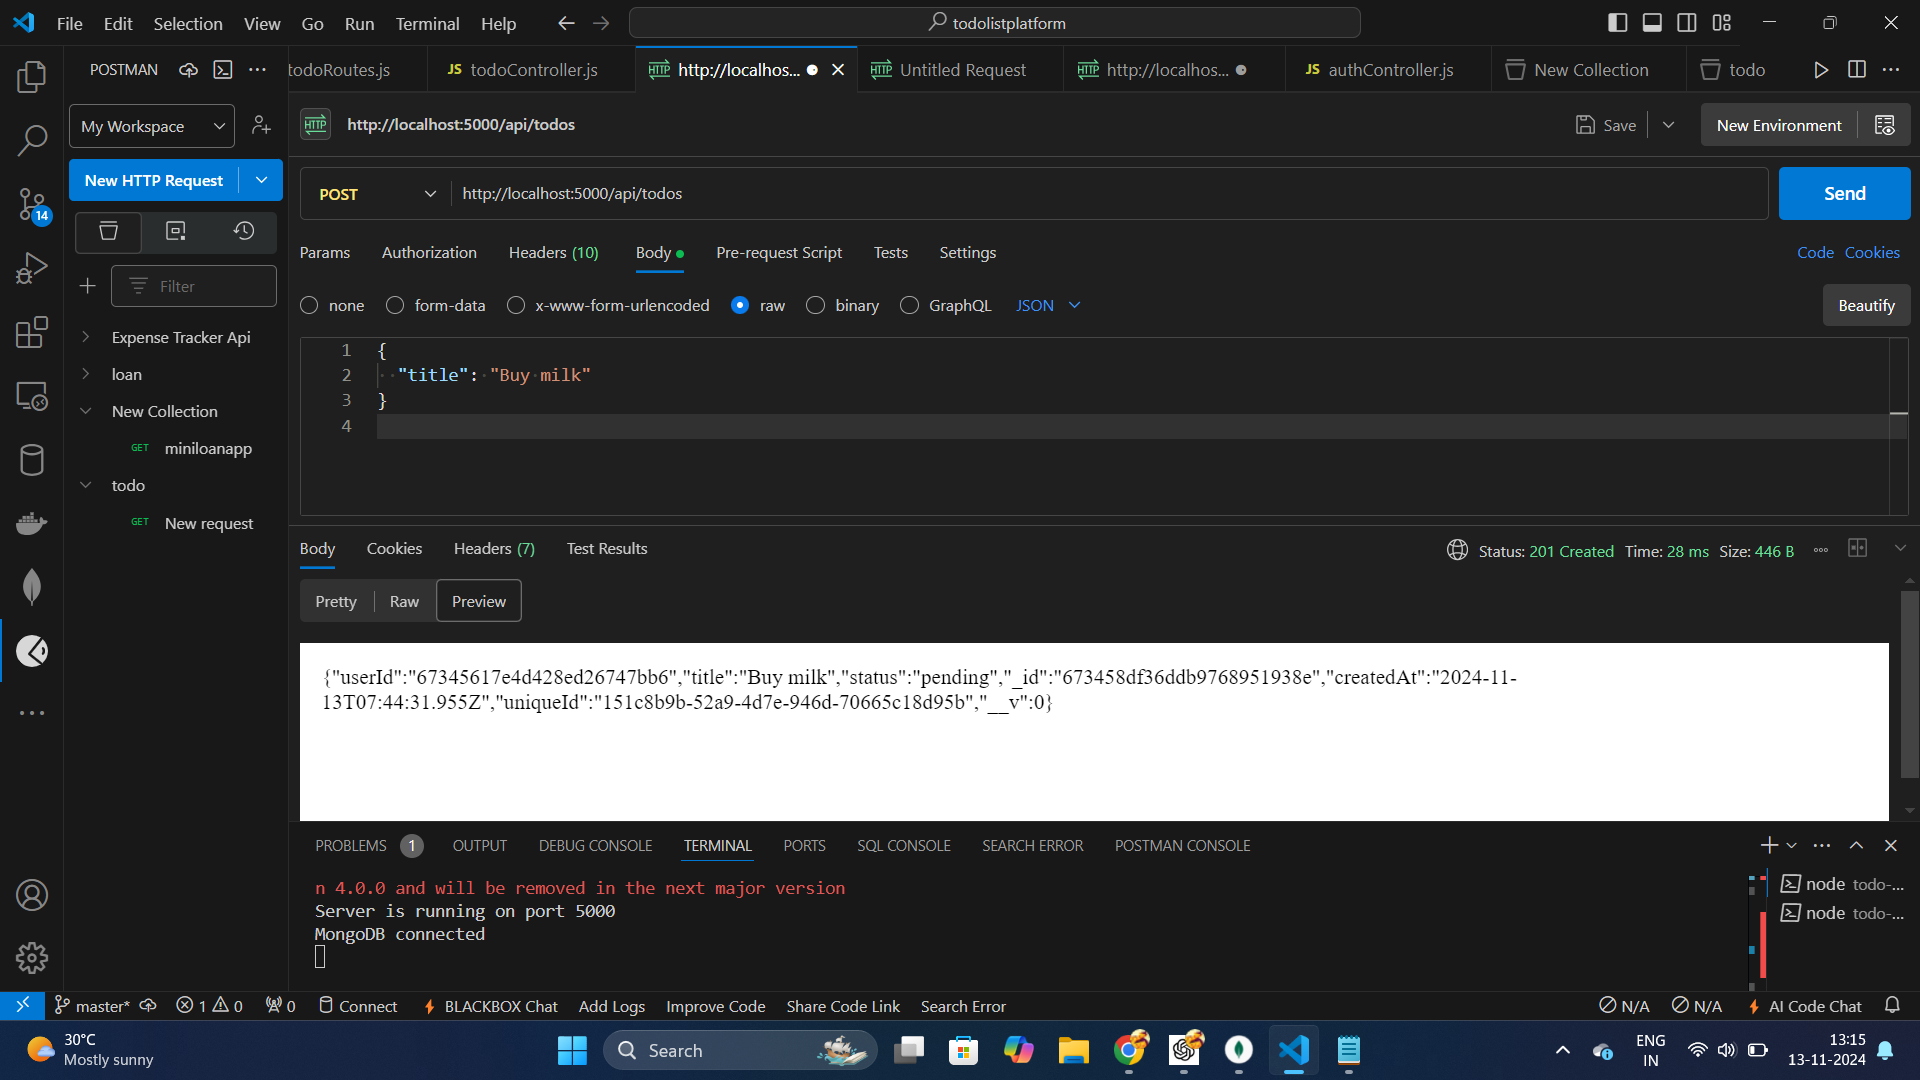 File Edit Selection View Go Run Terminal Help
todolistplatform
POSTMAN
todoRoutes.js
JS todoController.js
HTTP http://localhos...
HTTP Untitled Request
HTTP http://localhos...
JS authController.js
New Collection
todo
My Workspace
HTTP http://localhost:5000/api/todos
Save
New Environment
New HTTP Request
POST http://localhost:5000/api/todos
Send
14
Params Authorization Headers (10) Body Pre-request Script Tests Settings
Code Cookies
Filter
none form-data x-www-form-urlencoded raw binary GraphQL JSON
Beautify
Expense Tracker Api
loan
New Collection
GET miniloanapp
todo
GET New request
1 {
2 "title": "Buy milk"
3 }
4
Body Cookies Headers (7) Test Results
Status: 201 Created Time: 28 ms Size: 446 B
Pretty Raw Preview
{"userId":"67345617e4d428ed26747bb6","title":"Buy milk","status":"pending","_id":"673458df36ddb9768951938e","createdAt":"2024-11-
13T07:44:31.955Z","uniqueId":"151c8b9b-52a9-4d7e-946d-70665c18d95b","__v":0}
PROBLEMS 1 OUTPUT DEBUG CONSOLE TERMINAL PORTS SQL CONSOLE SEARCH ERROR POSTMAN CONSOLE
n 4.0.0 and will be removed in the next major version
Server is running on port 5000
MongoDB connected
node todo-...
node todo-...
master* 1 0 0 Connect BLACKBOX Chat Add Logs Improve Code Share Code Link Search Error
N/A N/A AI Code Chat
30°C
Mostly sunny
Search
ENG
IN
13:15
13-11-2024